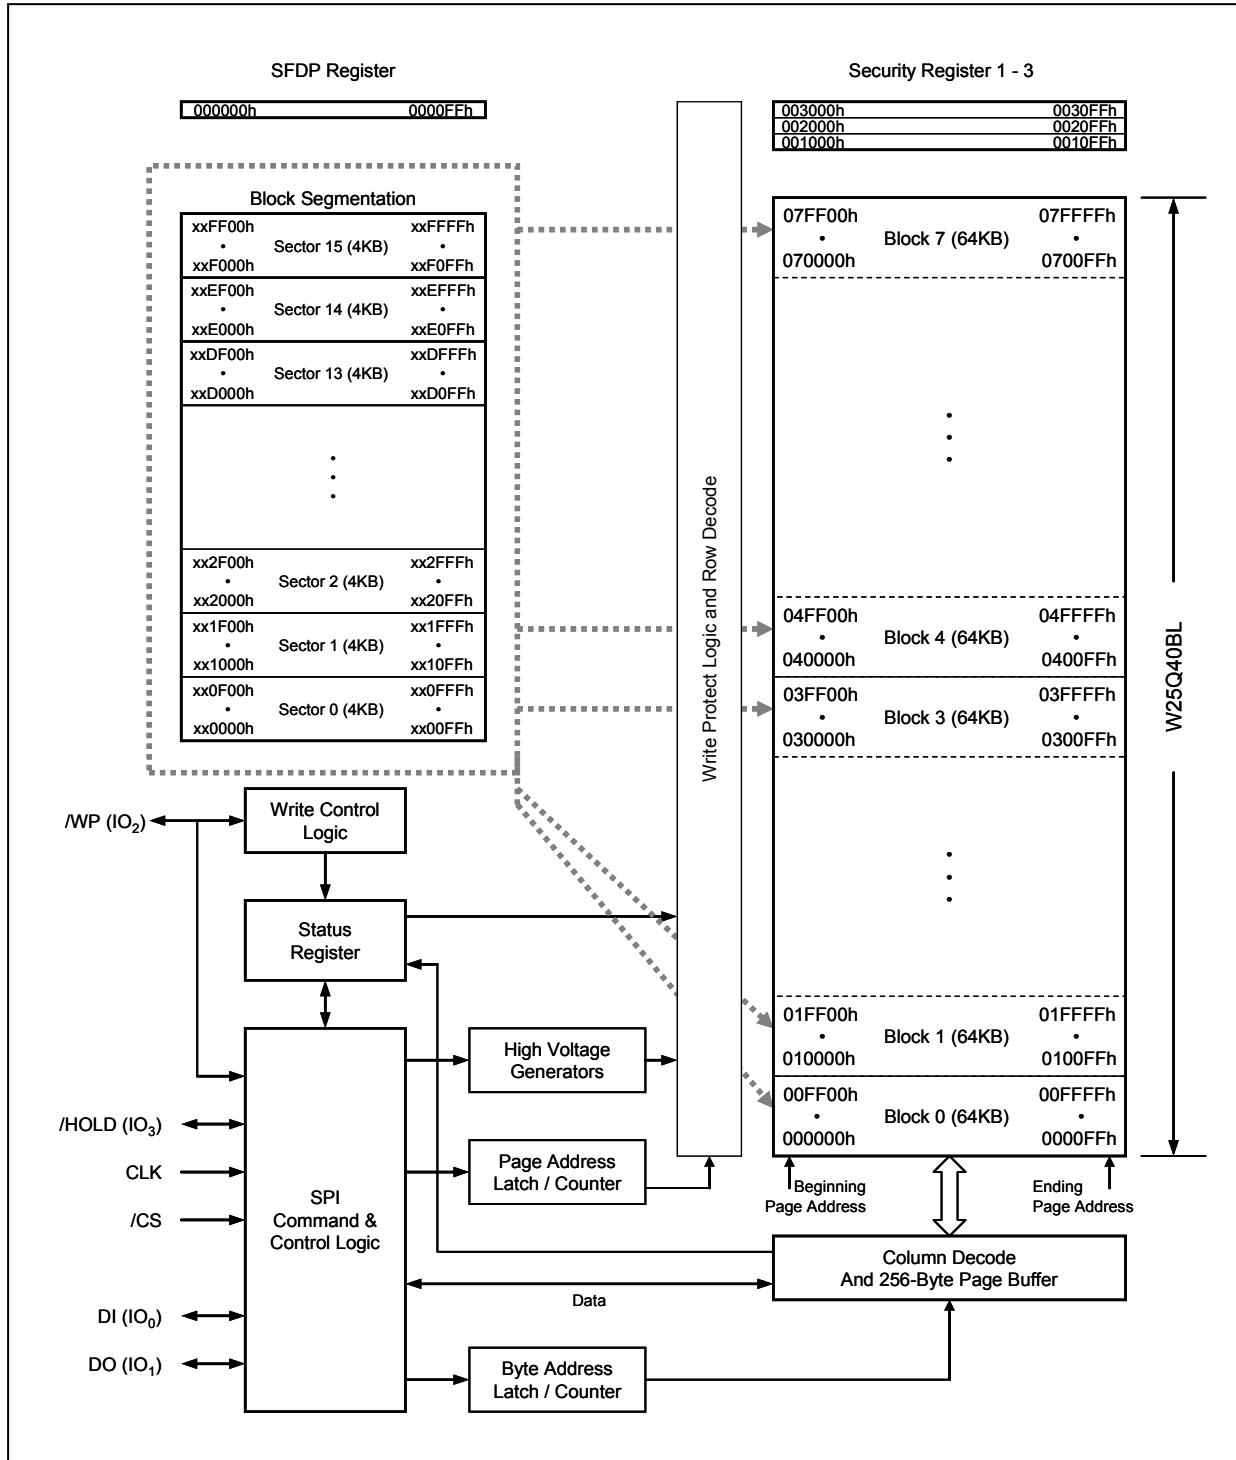 SFDP Register
000000h 0000FFh
Security Register 1 - 3
003000h 0030FFh
002000h 0020FFh
001000h 0010FFh
Block Segmentation
xxFF00h xxFFFFh
• Sector 15 (4KB) •
xxF000h xxF0FFh
xxEF00h xxEFFFh
• Sector 14 (4KB) •
xxE000h xxE0FFh
xxDF00h xxDFFFh
• Sector 13 (4KB) •
xxD000h xxD0FFh
xx2F00h xx2FFFh
• Sector 2 (4KB) •
xx2000h xx20FFh
xx1F00h xx1FFFh
• Sector 1 (4KB) •
xx1000h xx10FFh
xx0F00h xx0FFFh
• Sector 0 (4KB) •
xx0000h xx00FFh
Write Protect Logic and Row Decode
07FF00h 07FFFFh
• Block 7 (64KB) •
070000h 0700FFh
04FF00h 04FFFFh
• Block 4 (64KB) •
040000h 0400FFh
03FF00h 03FFFFh
• Block 3 (64KB) •
030000h 0300FFh
01FF00h 01FFFFh
• Block 1 (64KB) •
010000h 0100FFh
00FF00h 00FFFFh
• Block 0 (64KB) •
000000h 0000FFh
W25Q40BL
Beginning
Page Address
Ending
Page Address
/WP (IO2)
Write Control
Logic
Status
Register
High Voltage
Generators
/HOLD (IO3)
CLK
/CS
Page Address
Latch / Counter
SPI
Command &
Control Logic
Column Decode
And 256-Byte Page Buffer
Data
DI (IO0)
DO (IO1)
Byte Address
Latch / Counter